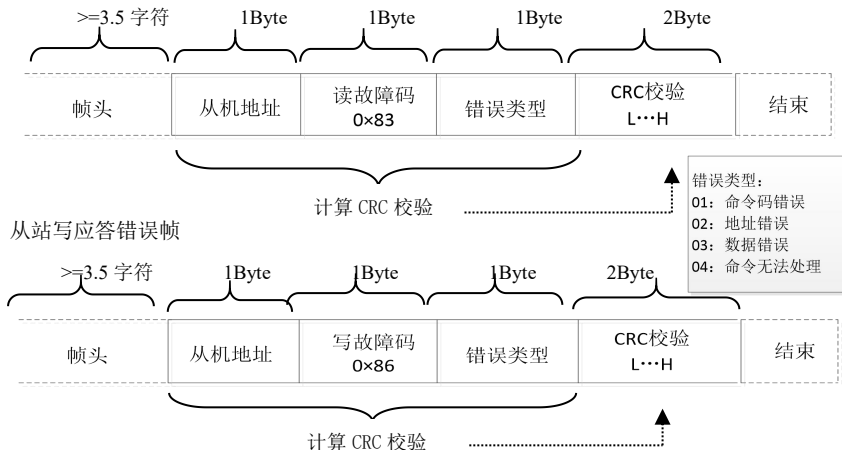 >=3.5 字符 1Byte 1Byte 1Byte 2Byte
帧头 从机地址 读故障码 0×83 错误类型 CRC校验 L⋯H 结束
计算 CRC 校验
错误类型：
01：命令码错误
02：地址错误
03：数据错误
04：命令无法处理
从站写应答错误帧
>=3.5 字符 1Byte 1Byte 1Byte 2Byte
帧头 从机地址 写故障码 0×86 错误类型 CRC校验 L⋯H 结束
计算 CRC 校验